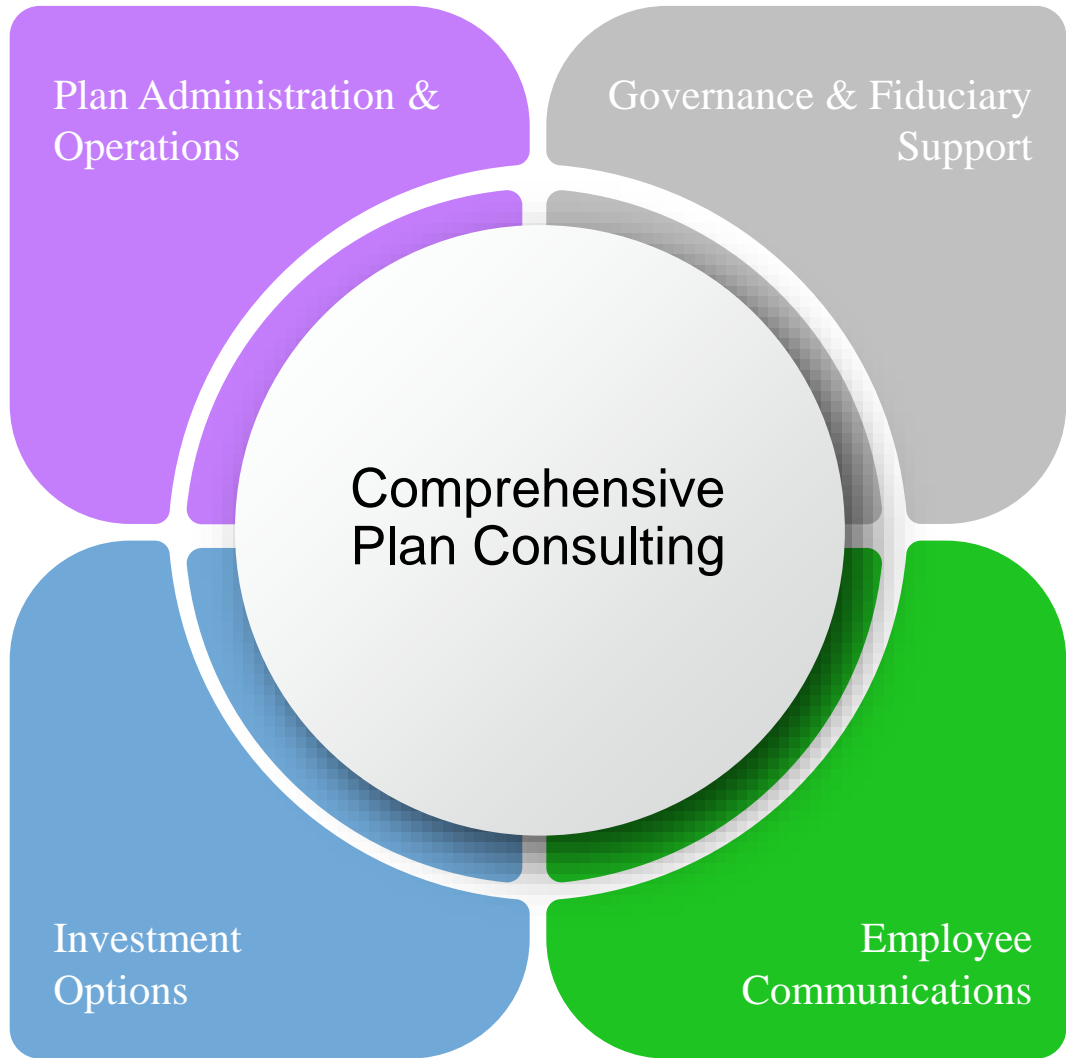 Plan Administration &
Operations
Governance & Fiduciary
Support
Comprehensive
Plan Consulting
Investment
Options
Employee
Communications